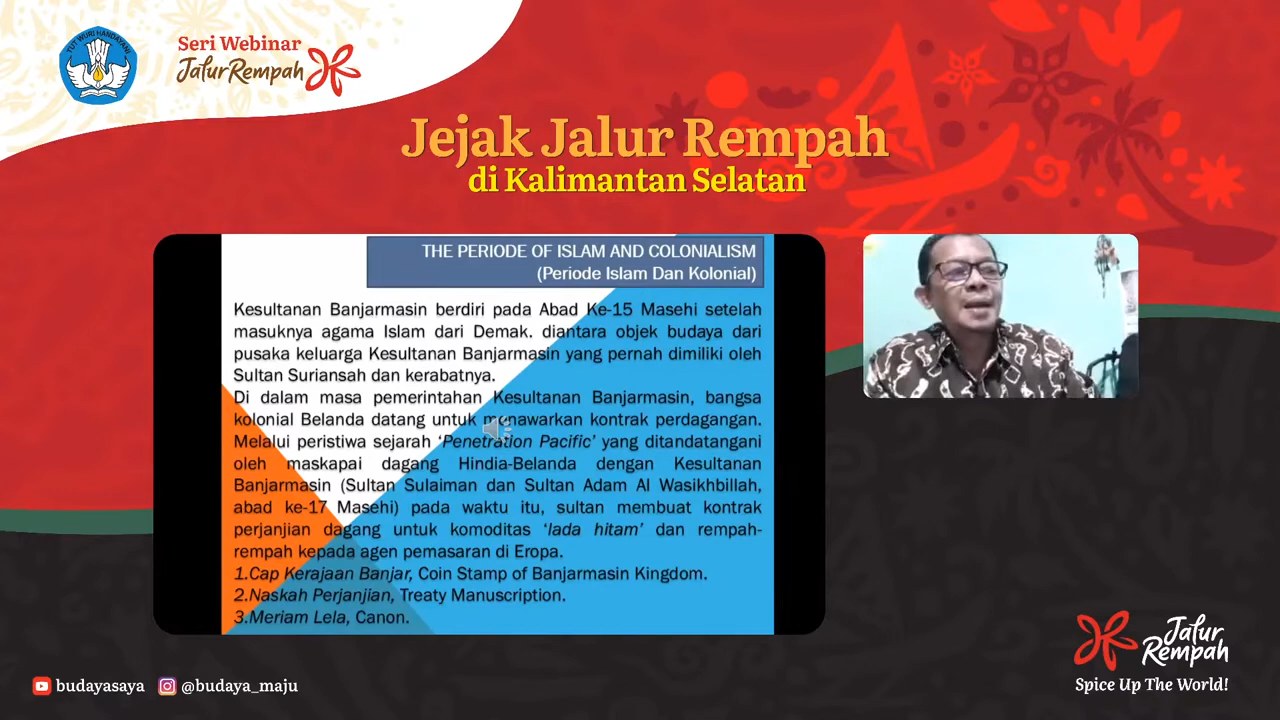 TUT WURI HANDAYANI
Seri Webinar
Jalur Rempah
Jejak Jalur Rempah
di Kalimantan Selatan
THE PERIODE OF ISLAM AND COLONIALISM
(Periode Islam Dan Kolonial)
Kesultanan Banjarmasin berdiri pada Abad Ke-15 Masehi setelah
masuknya agama Islam dari Demak. diantara objek budaya dari
pusaka keluarga Kesultanan Banjarmasin yang pernah dimiliki oleh
Sultan Suriansah dan kerabatnya.
Di dalam masa pemerintahan Kesultanan Banjarmasin, bangsa
kolonial Belanda datang untuk menawarkan kontrak perdagangan.
Melalui peristiwa sejarah ‘Penetration Pacific’ yang ditandatangani
oleh maskapai dagang Hindia-Belanda dengan Kesultanan
Banjarmasin (Sultan Sulaiman dan Sultan Adam Al Wasikhbillah,
abad ke-17 Masehi) pada waktu itu, sultan membuat kontrak
perjanjian dagang untuk komoditas ‘lada hitam’ dan rempah-
rempah kepada agen pemasaran di Eropa.
1.Cap Kerajaan Banjar, Coin Stamp of Banjarmasin Kingdom.
2.Naskah Perjanjian, Treaty Manuscription.
3.Meriam Lela, Canon.
Jalur
Rempah
Spice Up The World!
budayasaya @budaya_maju